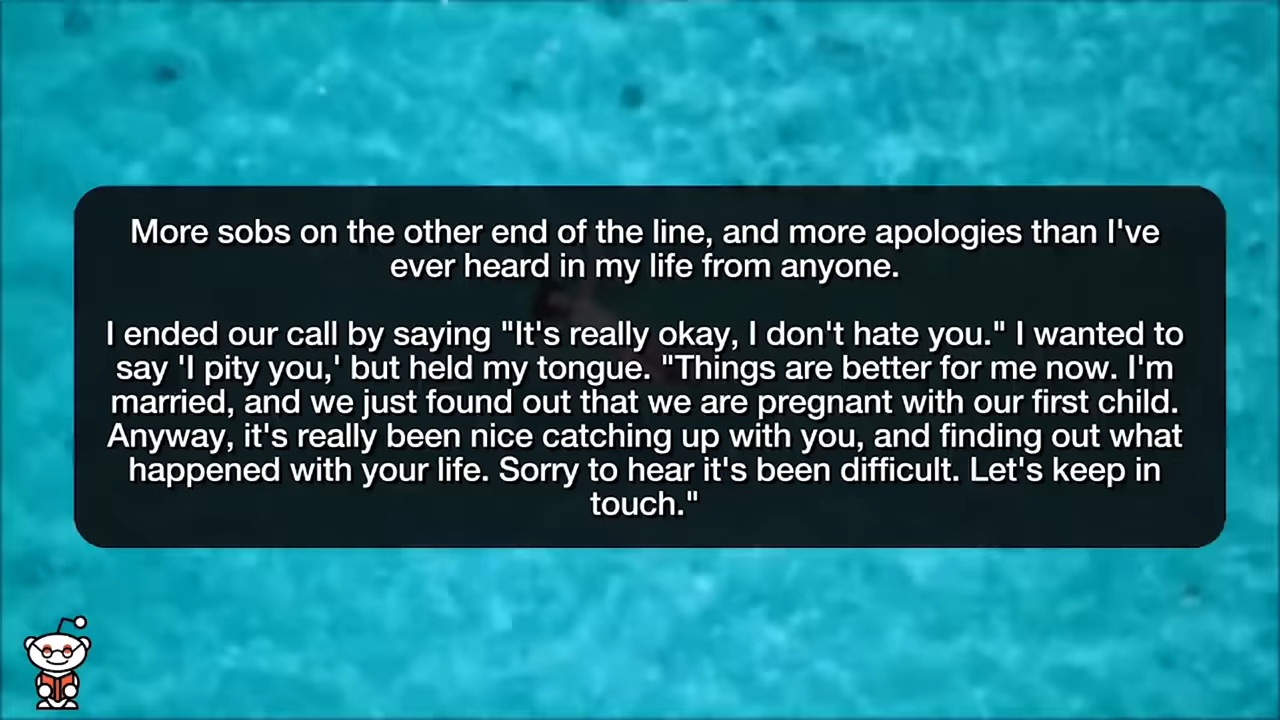 More sobs on the other end of the line, and more apologies than I've
ever heard in my life from anyone.
I ended our call by saying "It's really okay, I don't hate you." I wanted to
say 'I pity you,' but held my tongue. "Things are better for me now. I'm
married, and we just found out that we are pregnant with our first child.
Anyway, it's really been nice catching up with you, and finding out what
happened with your life. Sorry to hear it's been difficult. Let's keep in
touch."